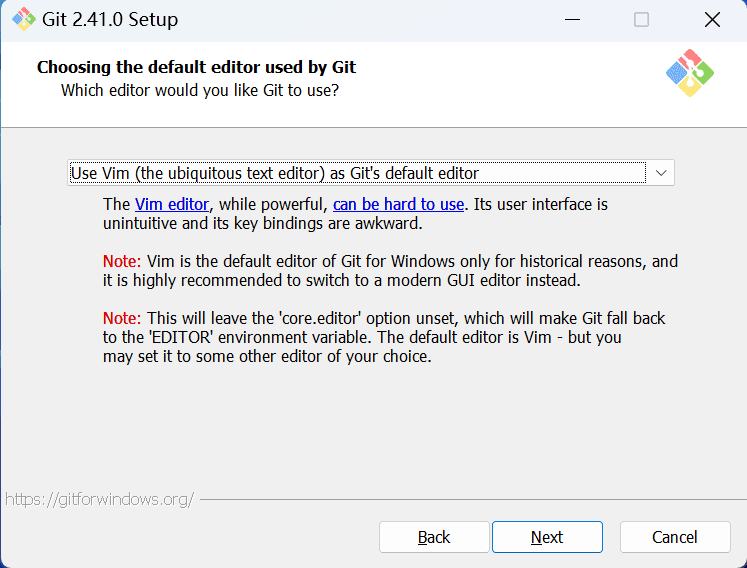 Git 2.41.0 Setup
Choosing the default editor used by Git
Which editor would you like Git to use?
Use Vim (the ubiquitous text editor) as Git's default editor
The Vim editor, while powerful, can be hard to use. Its user interface is
unintuitive and its key bindings are awkward.
Note: Vim is the default editor of Git for Windows only for historical reasons, and
it is highly recommended to switch to a modern GUI editor instead.
Note: This will leave the 'core.editor' option unset, which will make Git fall back
to the 'EDITOR' environment variable. The default editor is Vim - but you
may set it to some other editor of your choice.
https://gitforwindows.org/
Back Next Cancel